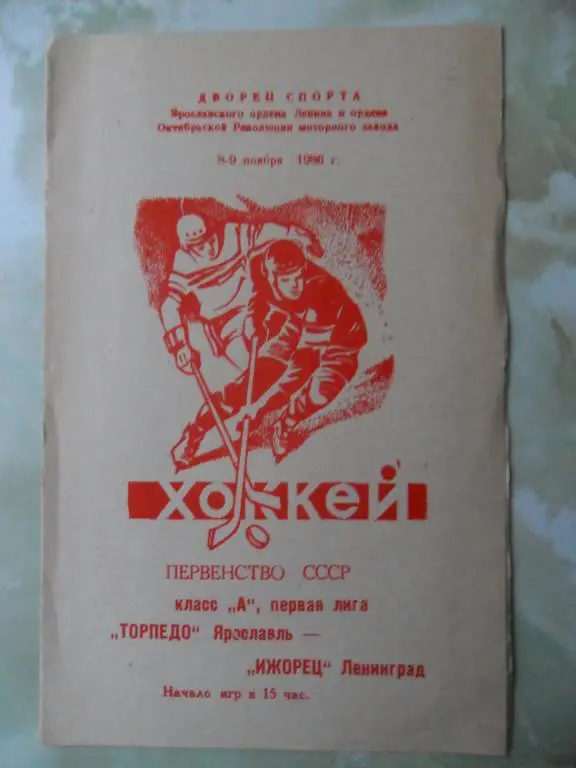 ДВОРЕЦ СПОРТА
Ярославского ордена Ленина и ордена
Октябрьской Революции моторного завода
8-9 ноября 1986 г.
ХОККЕЙ
ПЕРВЕНСТВО СССР
класс „А", первая лига
„ТОРПЕДО" Ярославль —
„ИЖОРЕЦ" Ленинград
Начало игр в 15 час.